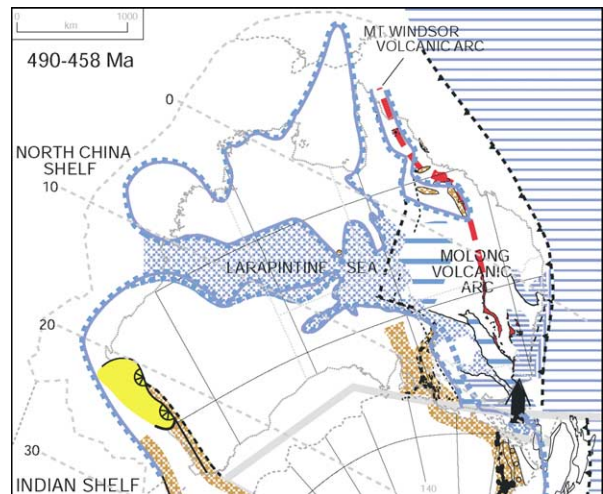 0 1000
km
490-458 Ma
MT WINDSOR
VOLCANIC ARC
0
NORTH CHINA
SHELF
10
LARAPINTINE SEA
MOLONG
VOLCANIC
ARC
20
30
INDIAN SHELF
140